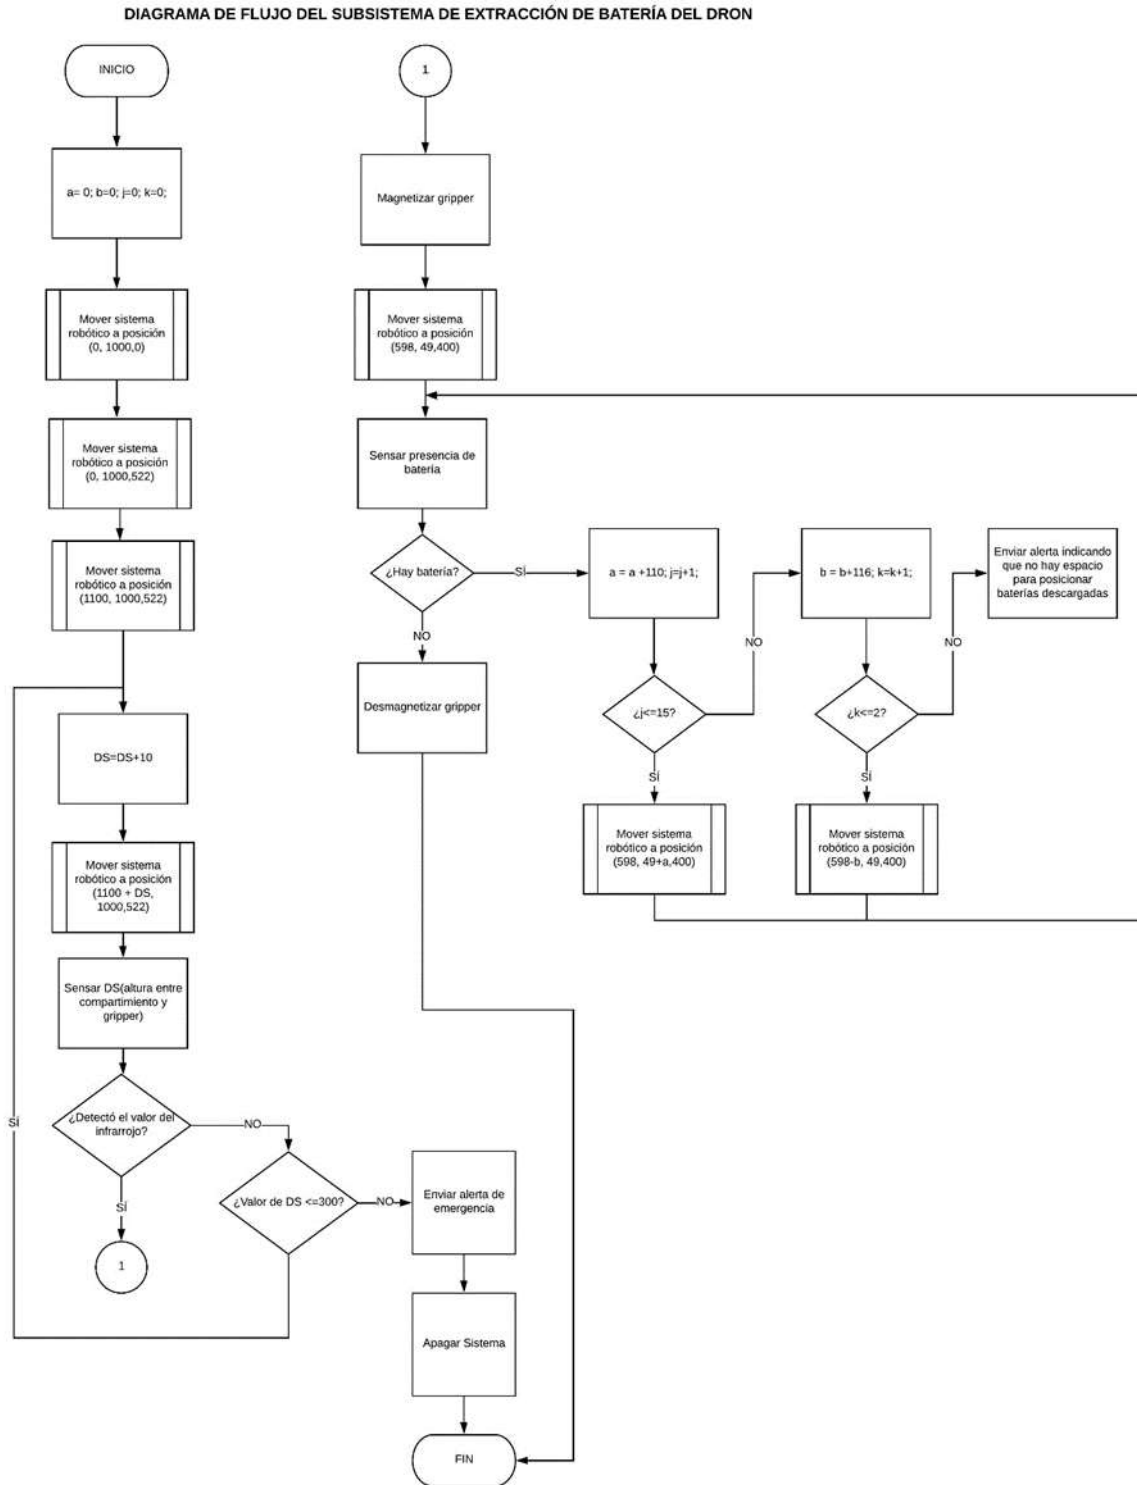 DIAGRAMA DE FLUJO DEL SUBSISTEMA DE EXTRACCIÓN DE BATERÍA DEL DRON
INICIO
a= 0; b=0; j=0; k=0;
Mover sistema
robótico a posición
(0, 1000,0)
Mover sistema
robótico a posición
(0, 1000,522)
Mover sistema
robótico a posición
(1100, 1000,522)
DS=DS+10
Mover sistema
robótico a posición
(1100 + DS,
1000,522)
Sensar DS(altura entre
compartimiento y
gripper)
¿Detectó el valor del
infrarrojo?
SÍ
NO
SÍ
1
¿Valor de DS <=300?
NO
Enviar alerta de
emergencia
Apagar Sistema
FIN
1
Magnetizar gripper
Mover sistema
robótico a posición
(598, 49,400)
Sensar presencia de
batería
¿Hay batería?
SÍ
NO
Desmagnetizar gripper
a = a +110; j=j+1;
¿j<=15?
NO
SÍ
Mover sistema
robótico a posición
(598, 49+a,400)
b = b+116; k=k+1;
¿k<=2?
NO
SÍ
Mover sistema
robótico a posición
(598-b, 49,400)
Enviar alerta indicando
que no hay espacio
para posicionar
baterías descargadas